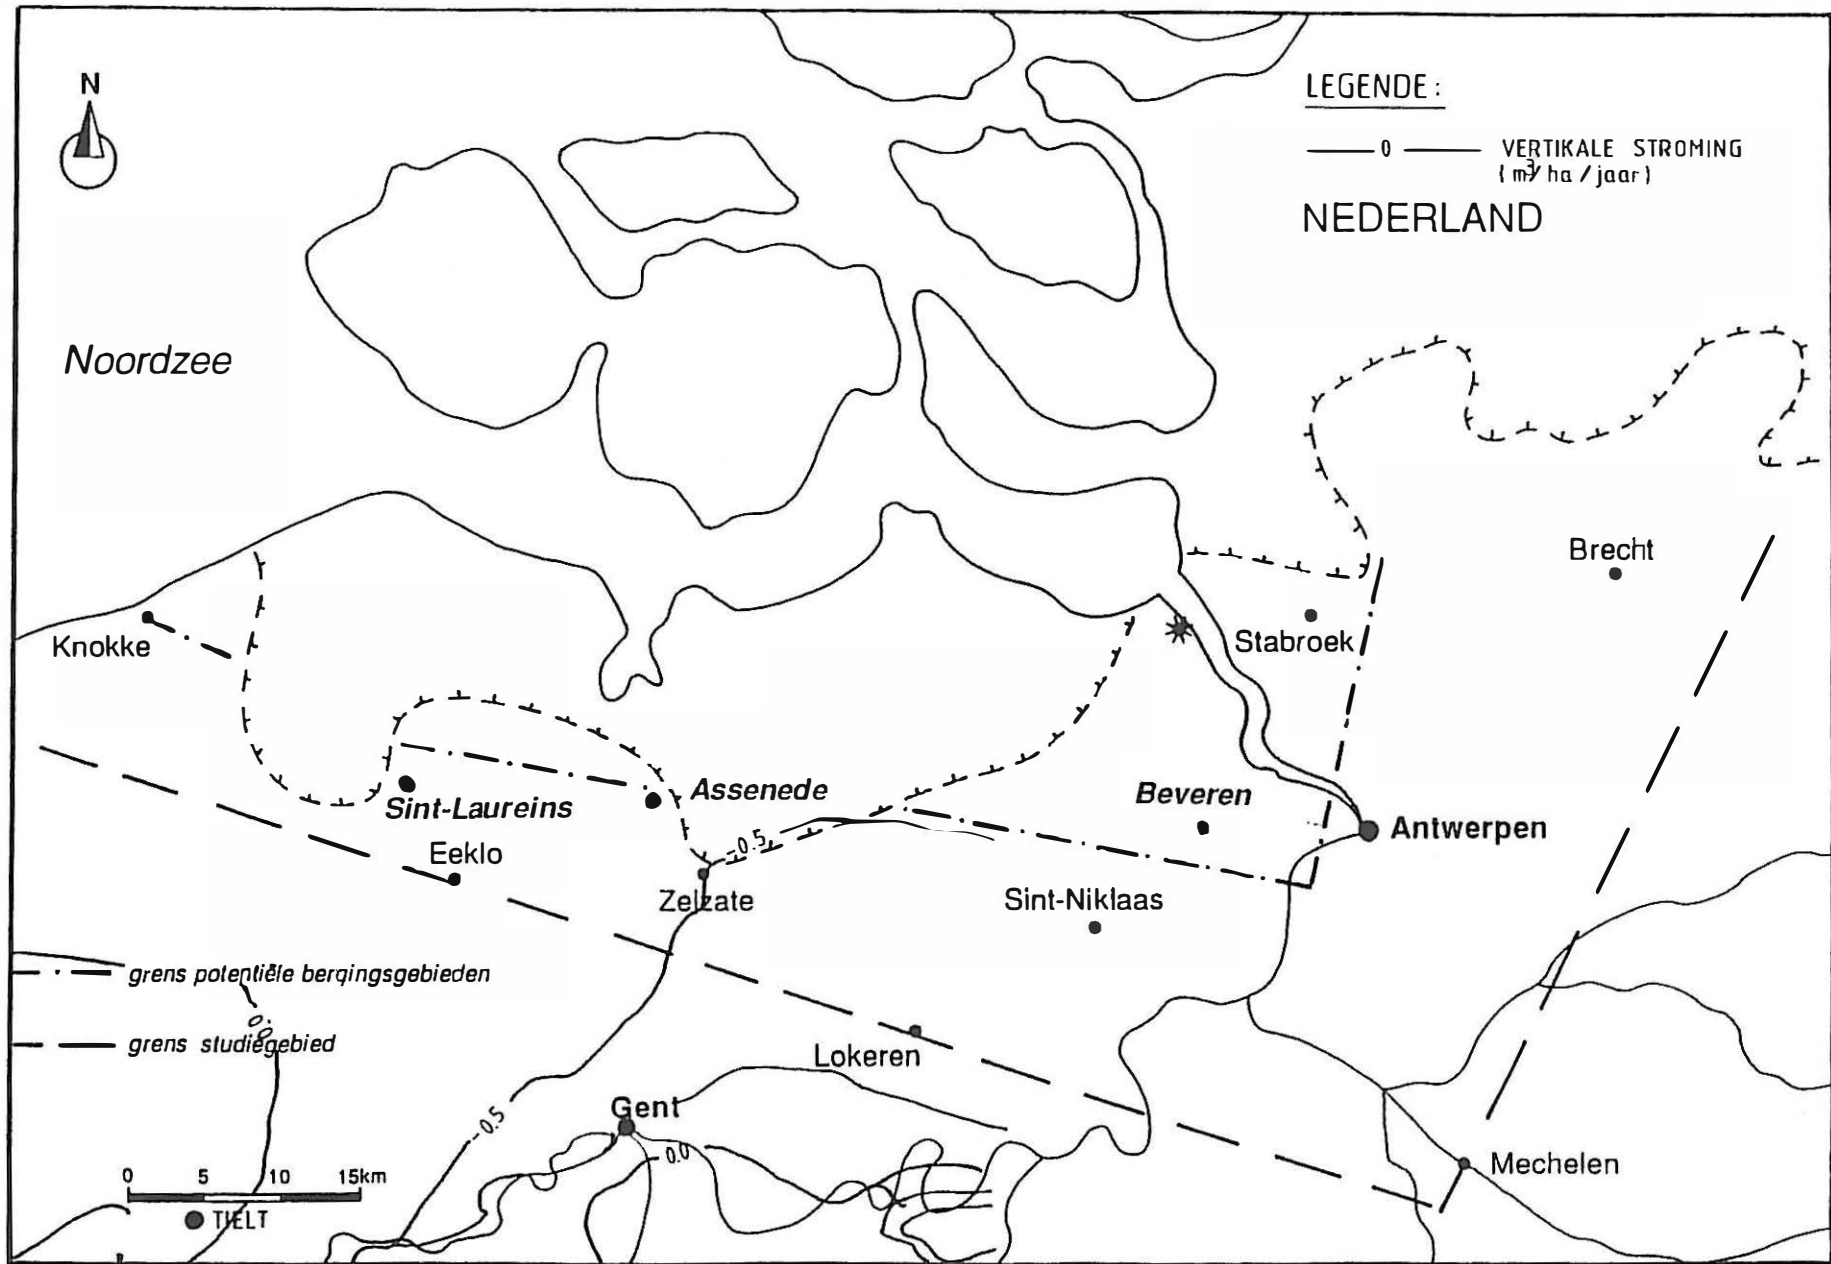 N
LEGENDE :
0 VERTIKALE STROMING
( m³/ ha / jaar )
NEDERLAND
Noordzee
Brecht
Knokke
Stabroek
Assenede
Beveren
Sint-Laureins
Antwerpen
-0.5
Eeklo
Zelzate
Sint-Niklaas
grens potentiële bergingsgebieden
0.0
grens studiegebied
Lokeren
Gent
-0.5
0.0
Mechelen
0 5 10 15km
TIELT